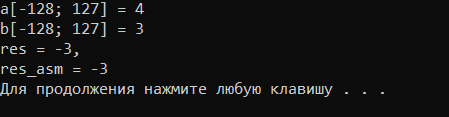 a[-128; 127] = 4
b[-128; 127] = 3
res = -3,
res_asm = -3
Для продолжения нажмите любую клавишу . . .